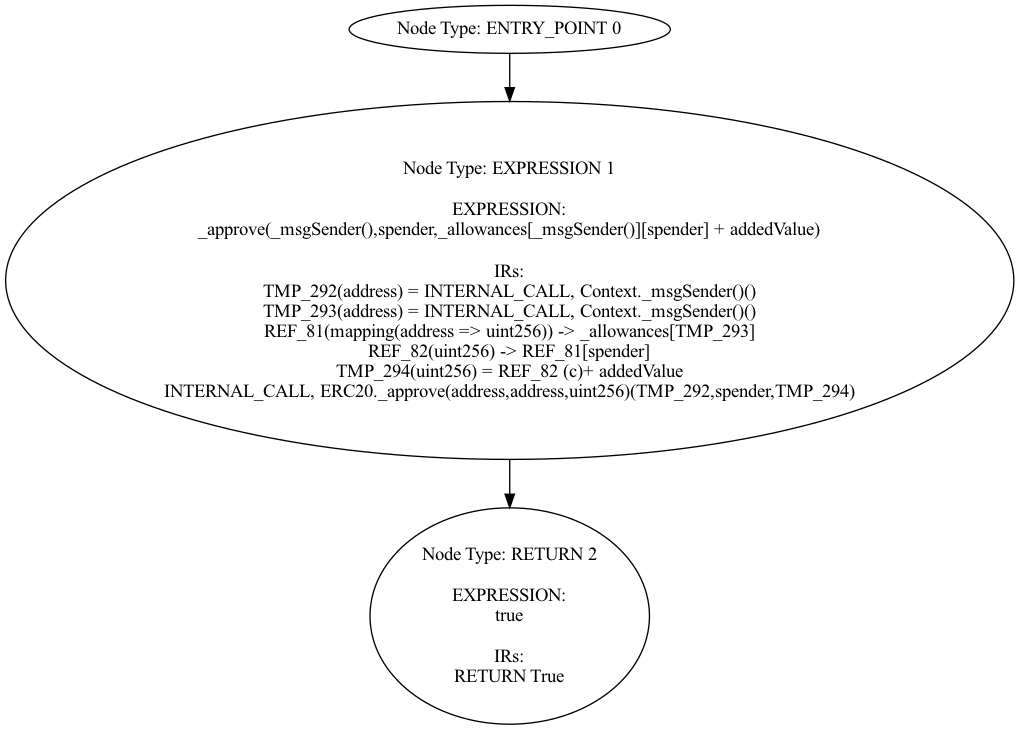 Node Type: ENTRY_POINT 0
Node Type: EXPRESSION 1
EXPRESSION:
_approve(_msgSender(),spender,_allowances[_msgSender()][spender] + addedValue)
IRs:
TMP_292(address) = INTERNAL_CALL, Context._msgSender()()
TMP_293(address) = INTERNAL_CALL, Context._msgSender()()
REF_81(mapping(address => uint256)) -> _allowances[TMP_293]
REF_82(uint256) -> REF_81[spender]
TMP_294(uint256) = REF_82 (c)+ addedValue
INTERNAL_CALL, ERC20._approve(address,address,uint256)(TMP_292,spender,TMP_294)
Node Type: RETURN 2
EXPRESSION:
true
IRs:
RETURN True